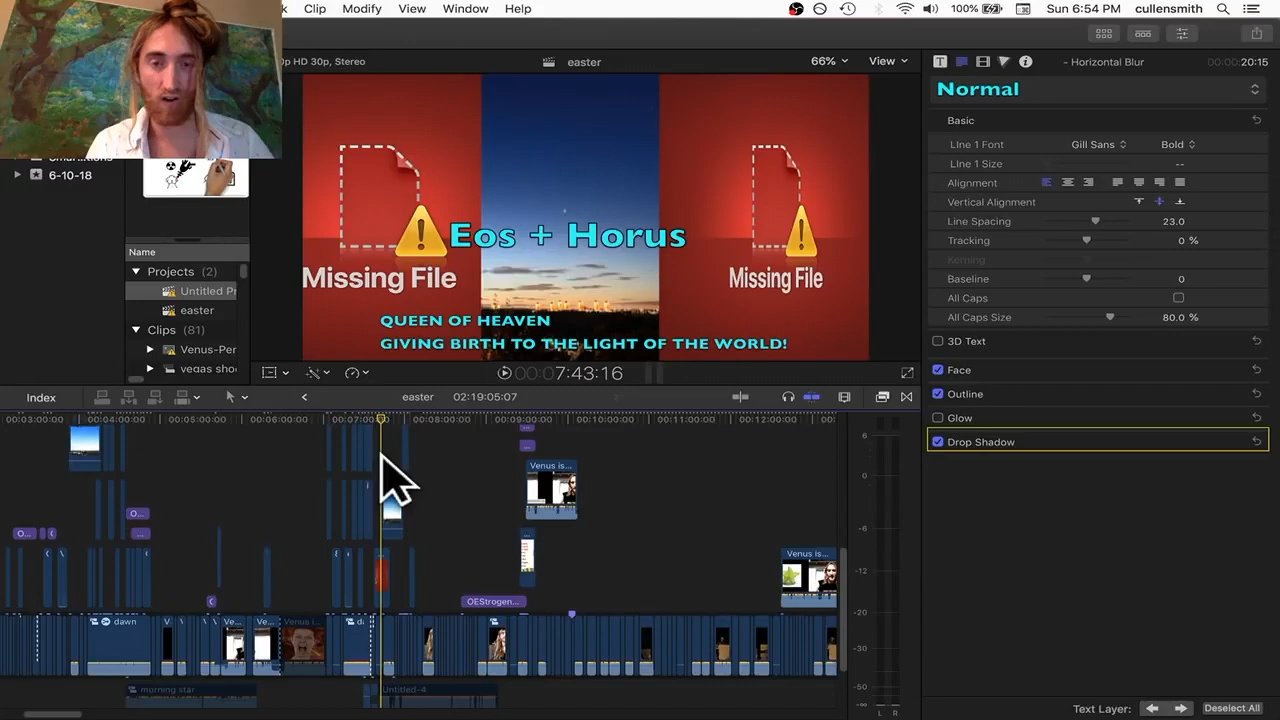 Clip Modify View Window Help
100% Sun 6:54 PM cullensmith
p HD 30p, Stereo
easter
66%
View
Horizontal Blur
20:15
Normal
Basic
Line 1 Font Gill Sans Bold
Line 1 Size --
Alignment
Vertical Alignment
Line Spacing 23.0
Tracking 0 %
Kerning
Baseline 0
All Caps
All Caps Size 80.0 %
3D Text
Face
Outline
Glow
Drop Shadow
6-10-18
Name
Projects (2)
Untitled Pr
easter
Clips (81)
Venus-Per
vegas sho
Eos + Horus
Missing File
Missing File
QUEEN OF HEAVEN
GIVING BIRTH TO THE LIGHT OF THE WORLD!
7:43:16
Index
easter 02:19:05:07
00:03:00:00 00:04:00:00 00:05:00:00 00:06:00:00 00:07:00:00 00:08:00:00 00:09:00:00 00:10:00:00 00:11:00:00 00:12:00:00
Venus is...
O...
O...
Venus is...
OEStrogen...
dawn
V
Ve...
Ve...
Venus i
morning star
Untitled-4
6
0
-6
-12
-20
-30
-50
L R
Text Layer:
Deselect All